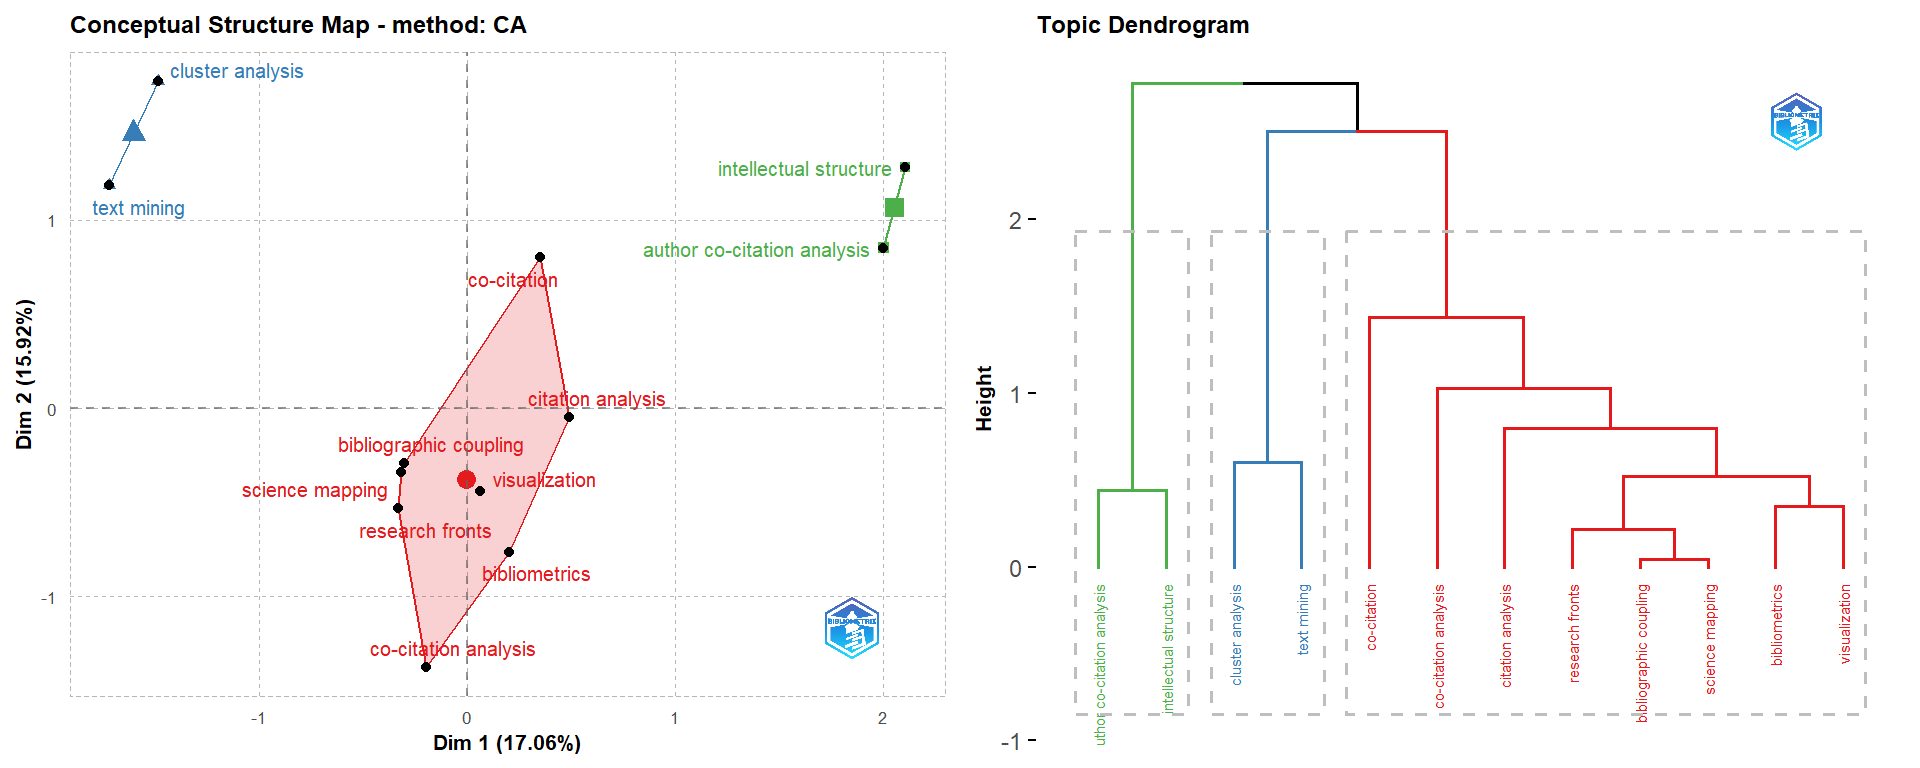 Conceptual Structure Map - method: CA
cluster analysis
text mining
intellectual structure
author co-citation analysis
co-citation
citation analysis
bibliographic coupling
visualization
science mapping
research fronts
bibliometrics
co-citation analysis
BIBLIOMETRIX
1
0
-1
-1
0
1
2
Dim 1 (17.06%)
Dim 2 (15.92%)
Topic Dendrogram
BIBLIOMETRIX
2
1
0
-1
Height
uthor co-citation analysis
intellectual structure
cluster analysis
text mining
co-citation
co-citation analysis
citation analysis
research fronts
bibliographic coupling
science mapping
bibliometrics
visualization